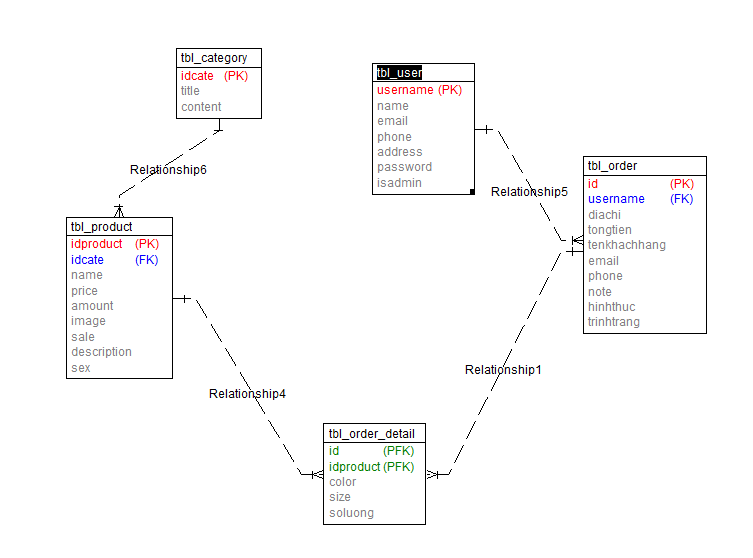 tbl_category
idcate (PK)
title
content
tbl_user
username (PK)
name
email
phone
address
password
isadmin
tbl_order
id (PK)
username (FK)
diachi
tongtien
tenkhachhang
email
phone
note
hinhthuc
trinhtrang
Relationship6
Relationship5
tbl_product
idproduct (PK)
idcate (FK)
name
price
amount
image
sale
description
sex
Relationship4
Relationship1
tbl_order_detail
id (PFK)
idproduct (PFK)
color
size
soluong